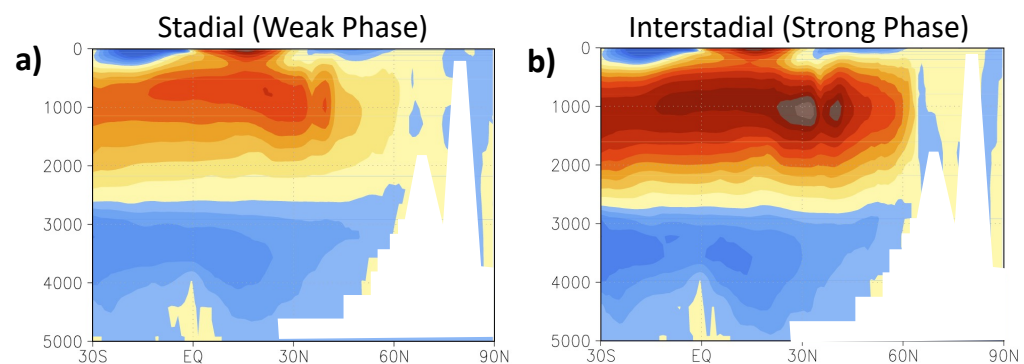 Stadial (Weak Phase)
a)
0
1000
2000
3000
4000
5000
30S EQ 30N 60N 90N
Interstadial (Strong Phase)
b)
0
1000
2000
3000
4000
5000
30S EQ 30N 60N 90N